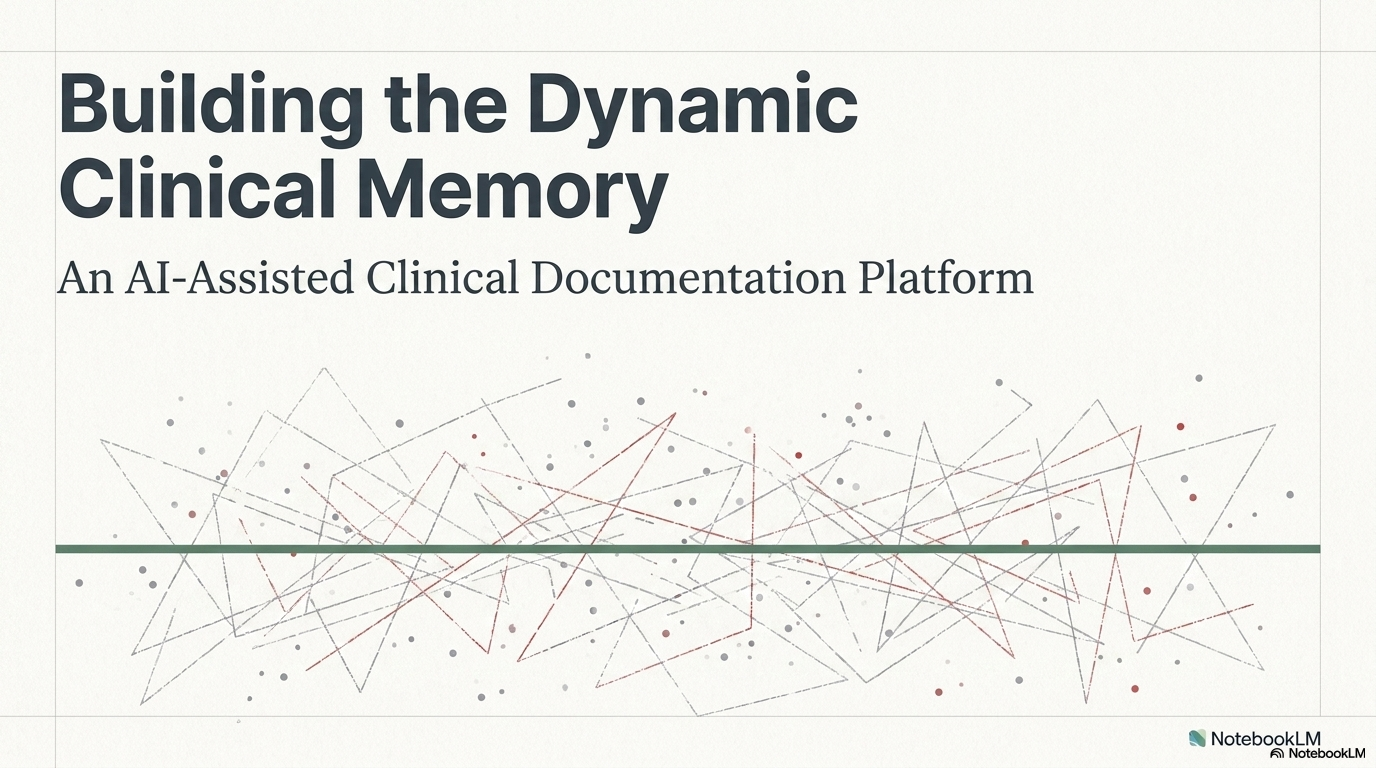 Building the Dynamic
Clinical Memory
An AI-Assisted Clinical Documentation Platform
NotebookLM
NotebookLM